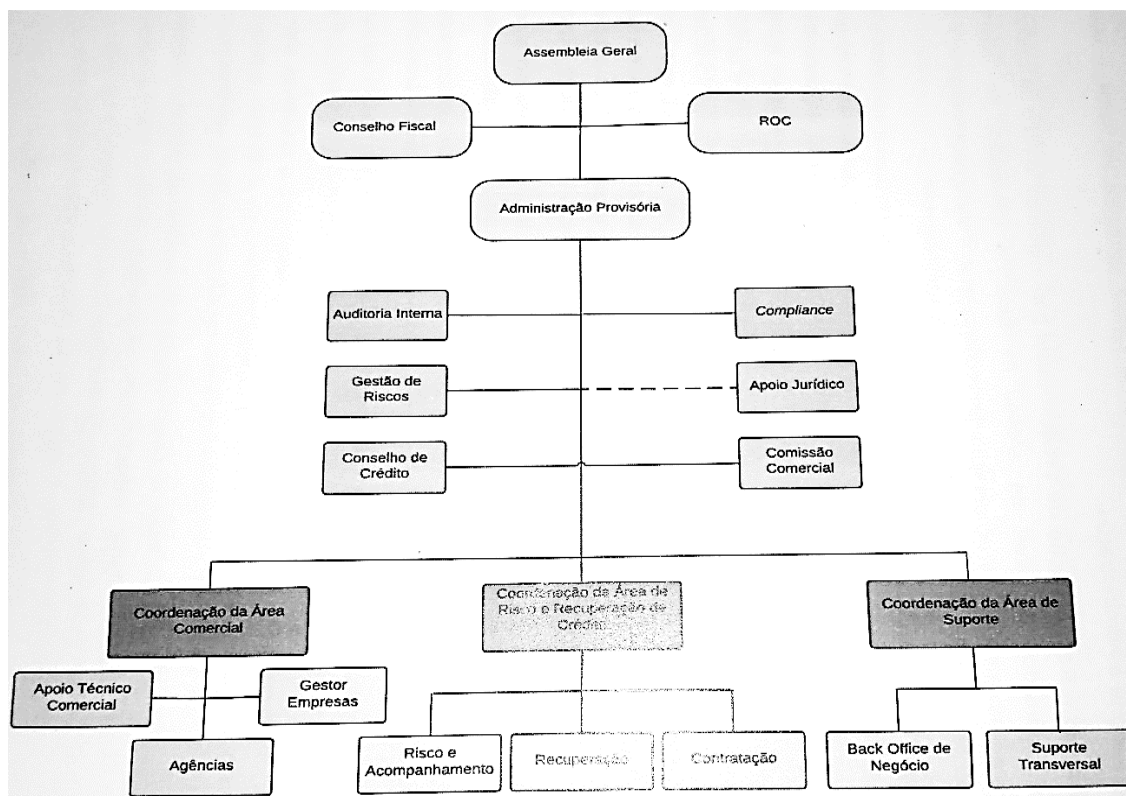 Assembleia Geral
Conselho Fiscal
ROC
Administração Provisória
Auditoria Interna
Compliance
Gestão de
Riscos
Apoio Jurídico
Conselho de
Crédito
Comissão
Comercial
Coordenação da Área
Comercial
Coordenação da Área de
Risco e Recuperação de
Crédito
Coordenação da Área de
Suporte
Apoio Técnico
Comercial
Gestor
Empresas
Agências
Risco e
Acompanhamento
Recuperação
Contratação
Back Office de
Negócio
Suporte
Transversal